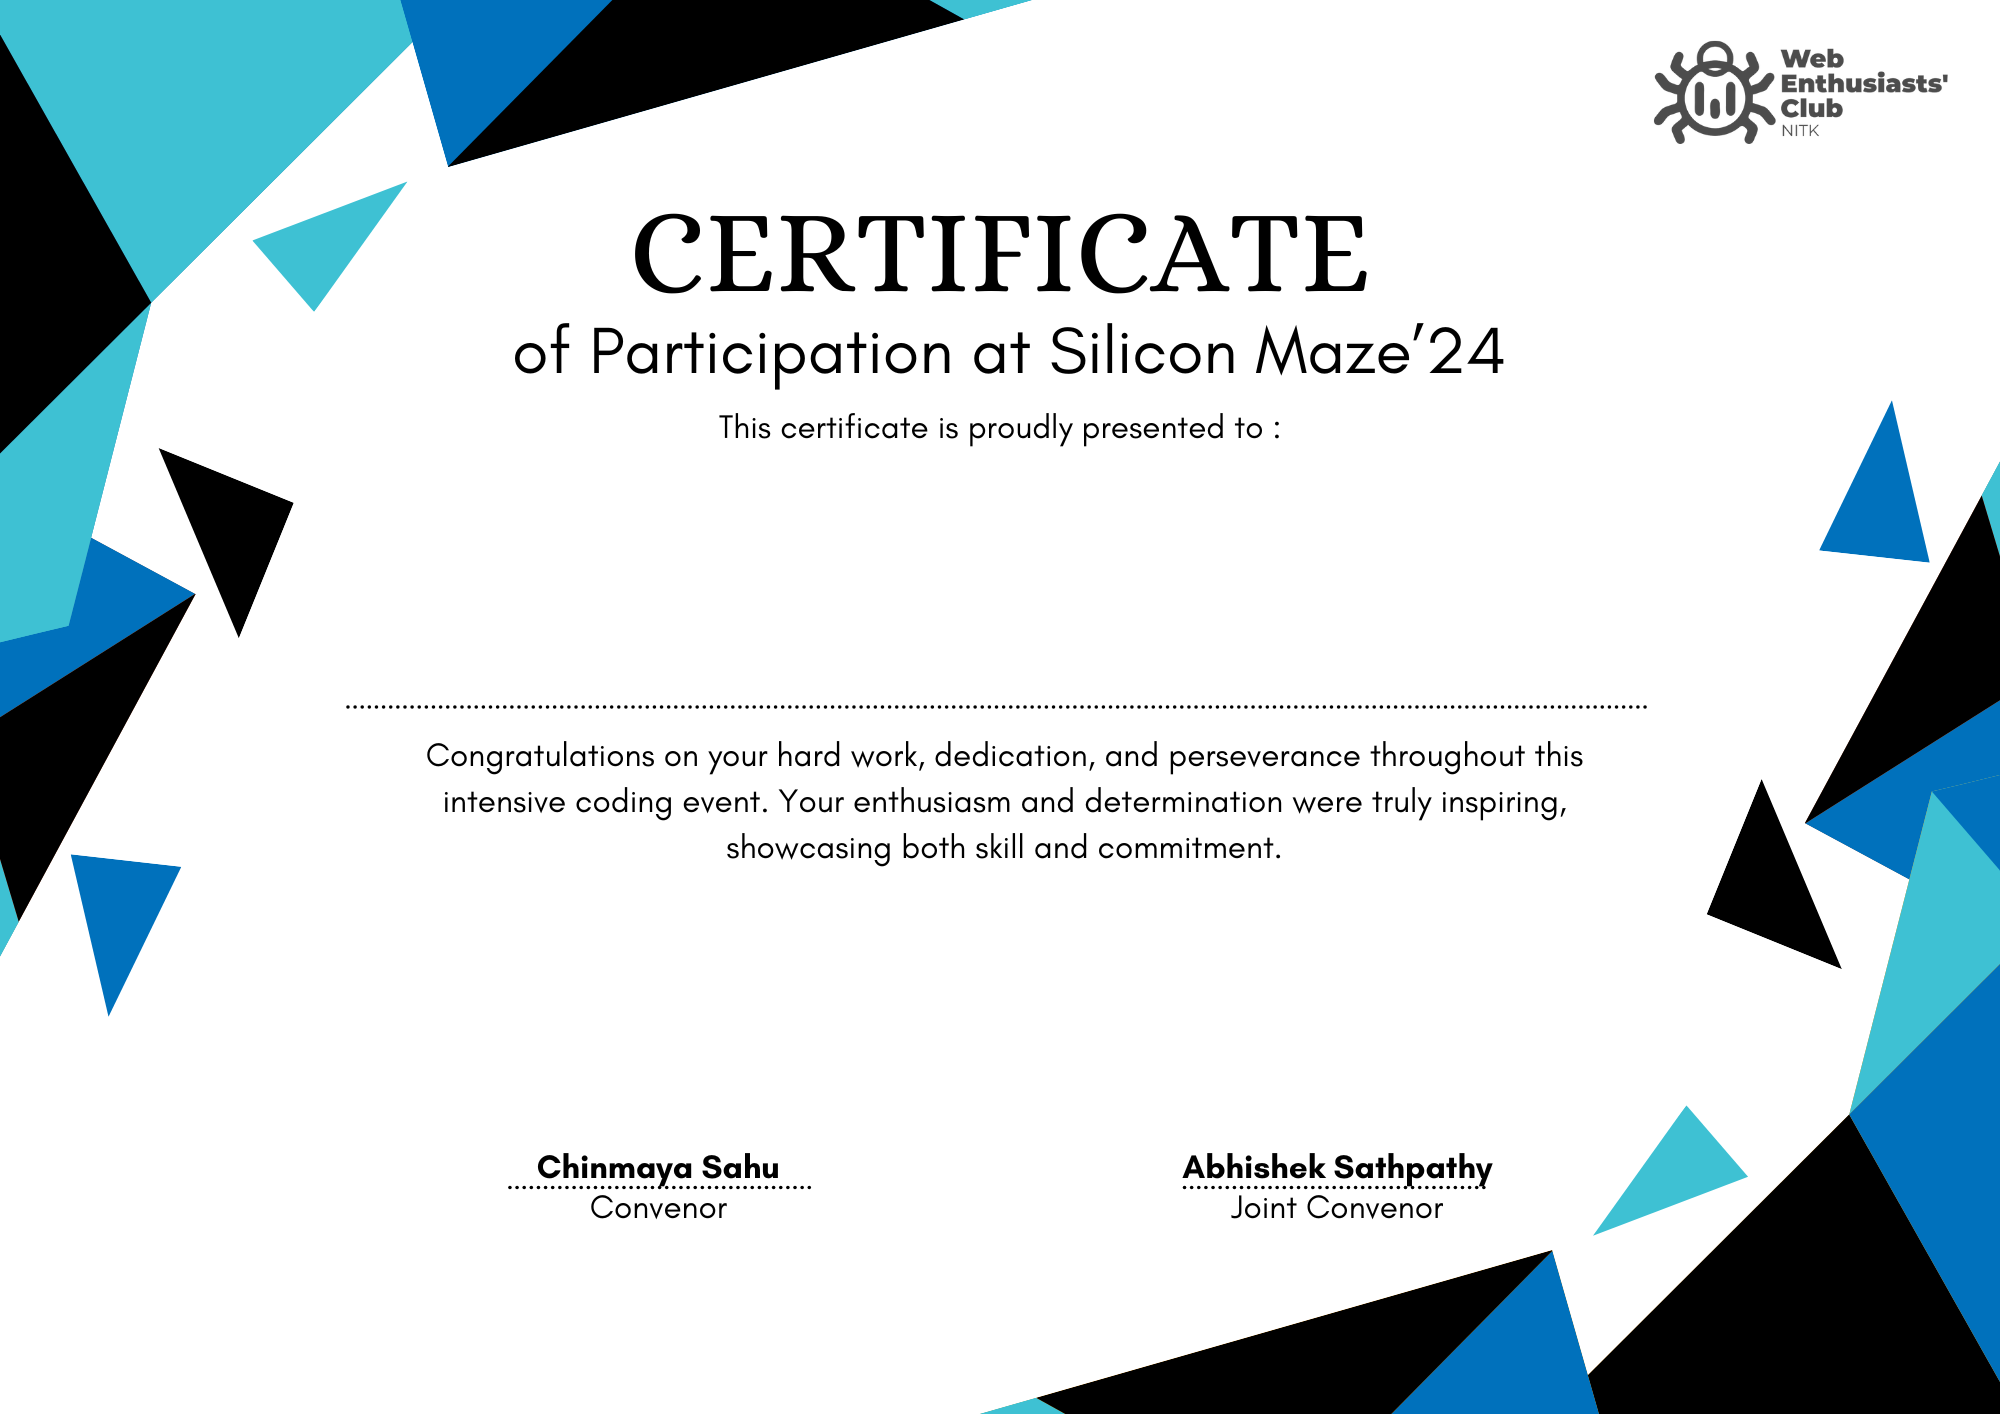 Web
Enthusiasts'
Club
NITK
CERTIFICATE
of Participation at Silicon Maze’24
This certificate is proudly presented to :
Congratulations on your hard work, dedication, and perseverance throughout this
intensive coding event. Your enthusiasm and determination were truly inspiring,
showcasing both skill and commitment.
Chinmaya Sahu
Convenor
Abhishek Sathpathy
Joint Convenor